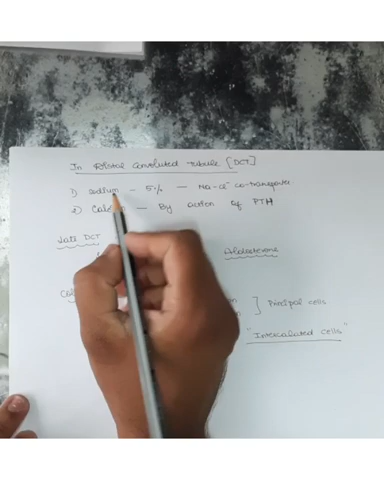 In Distal Convoluted tubule [DCT]
1) Sodium - 5% - Na-Cl⁻ co-transporter
2) - By action of PTH
Late DCT
Aldosterone
] Principal cells
"Intercalated cells"